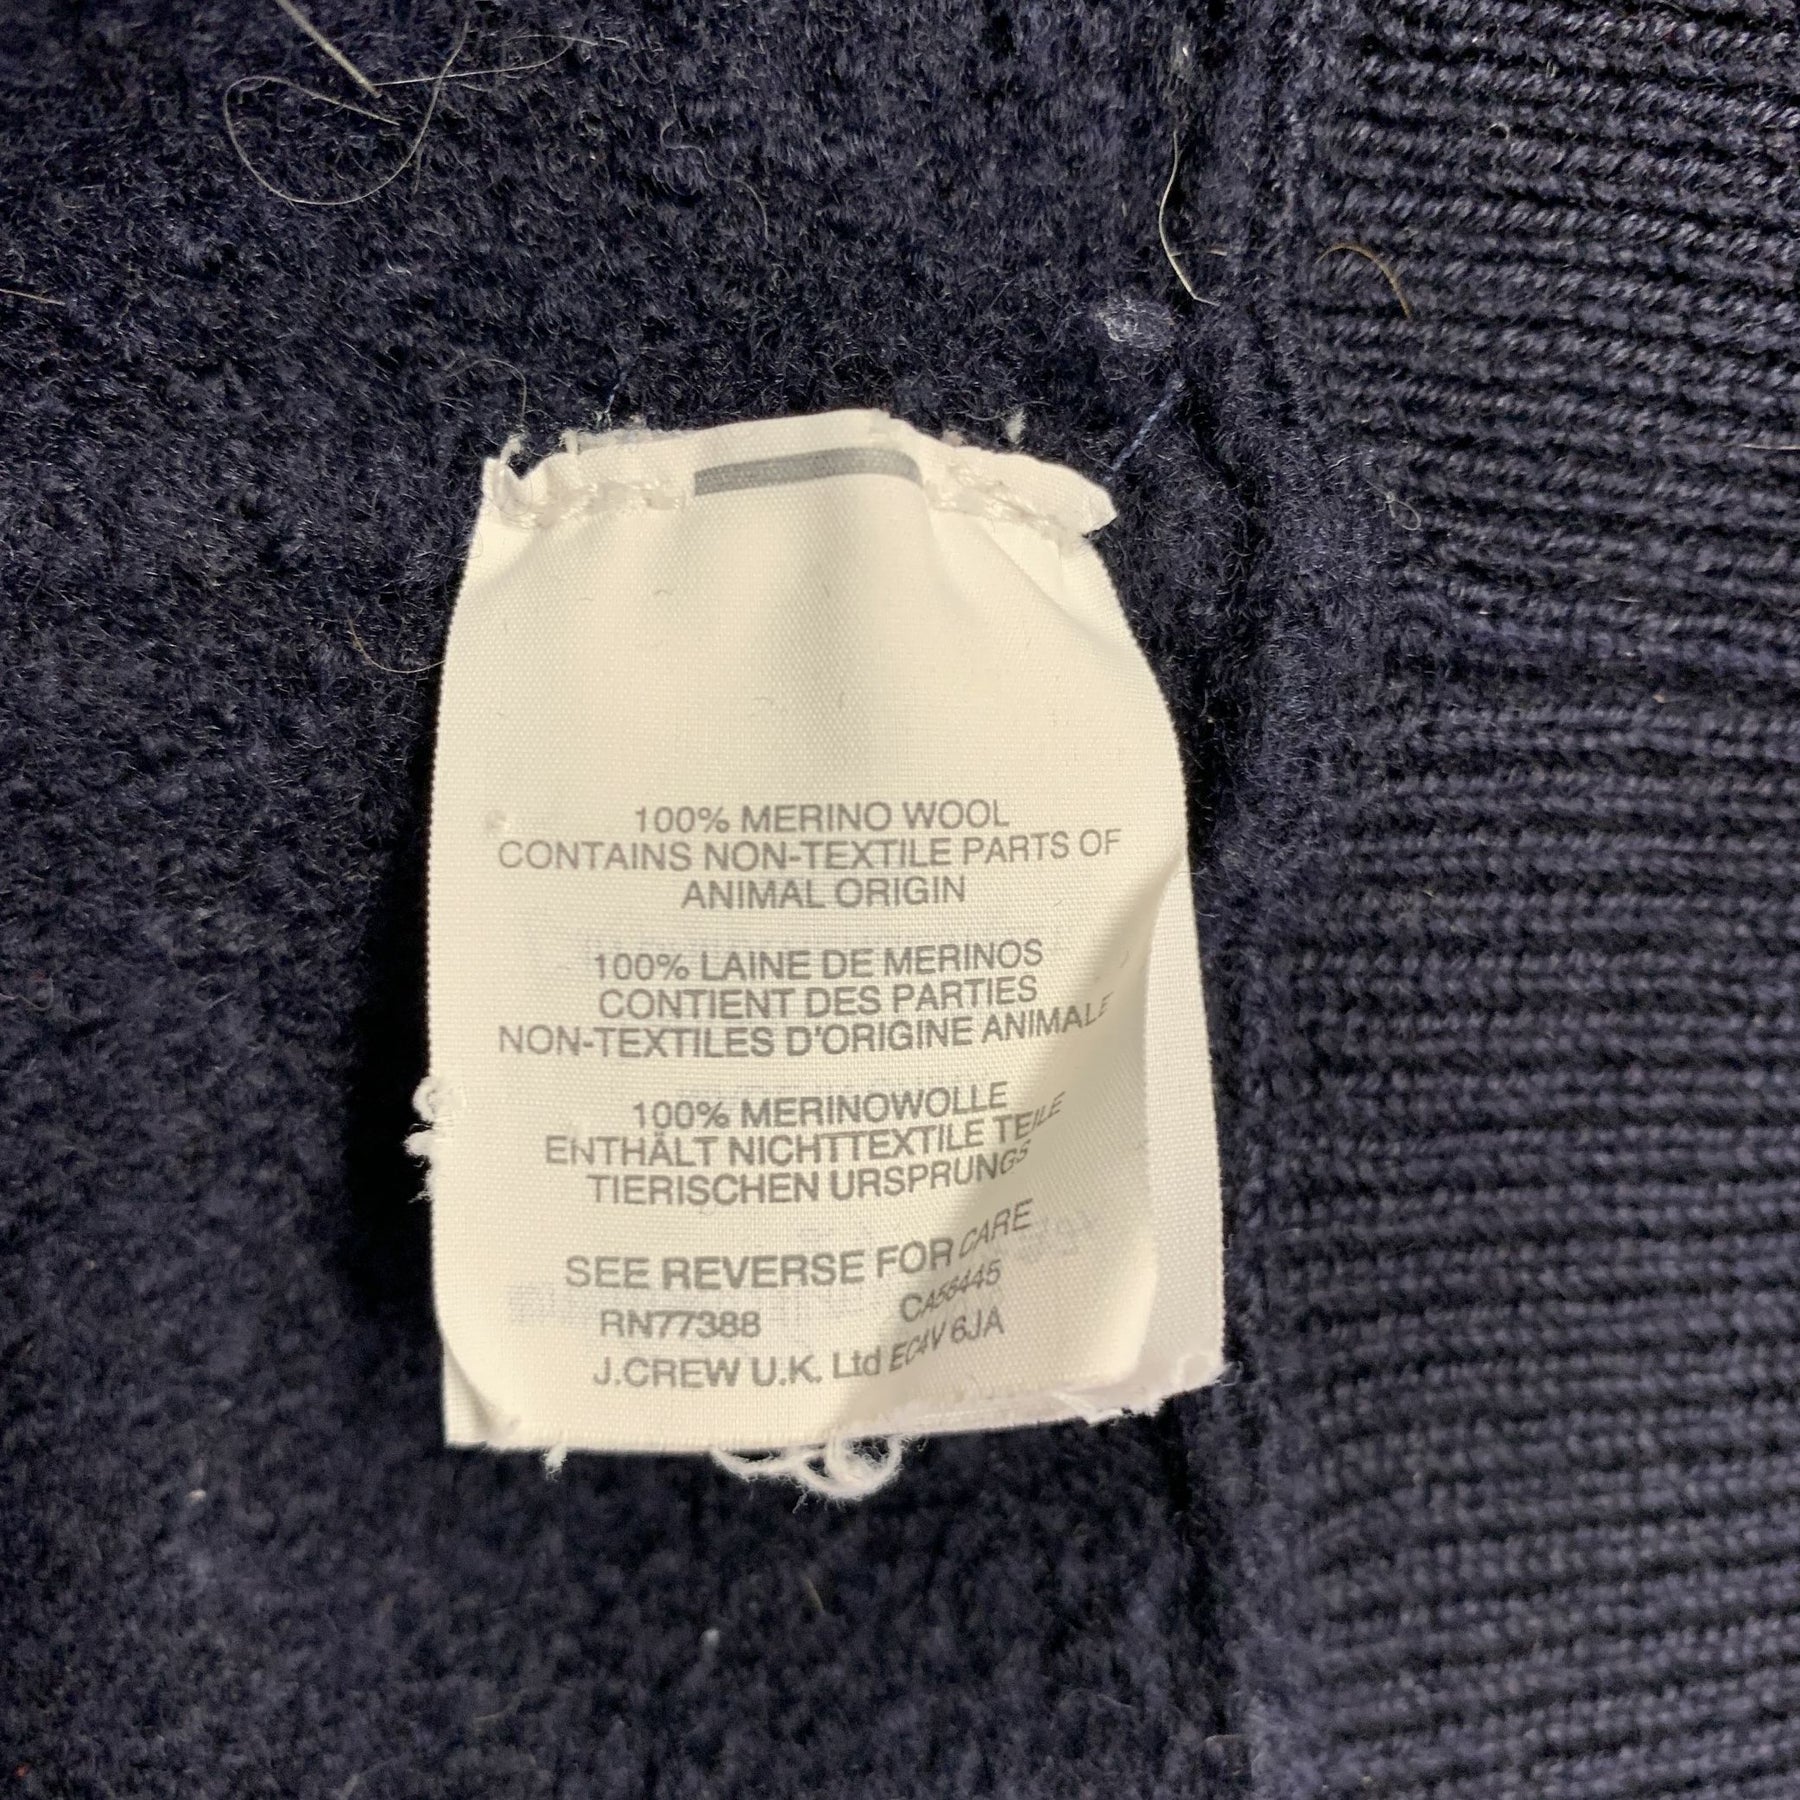 100% MERINO WOOL
CONTAINS NON-TEXTILE PARTS OF
ANIMAL ORIGIN
100% LAINE DE MERINOS
CONTIENT DES PARTIES
NON-TEXTILES D'ORIGINE ANIMALE
100% MERINOWOLLE
ENTHÄLT NICHTTEXTILE TEILE
TIERISCHEN URSPRUNGS
SEE REVERSE FOR CARE
RN77388 CA56445
J.CREW U.K. Ltd EC4V 6JA